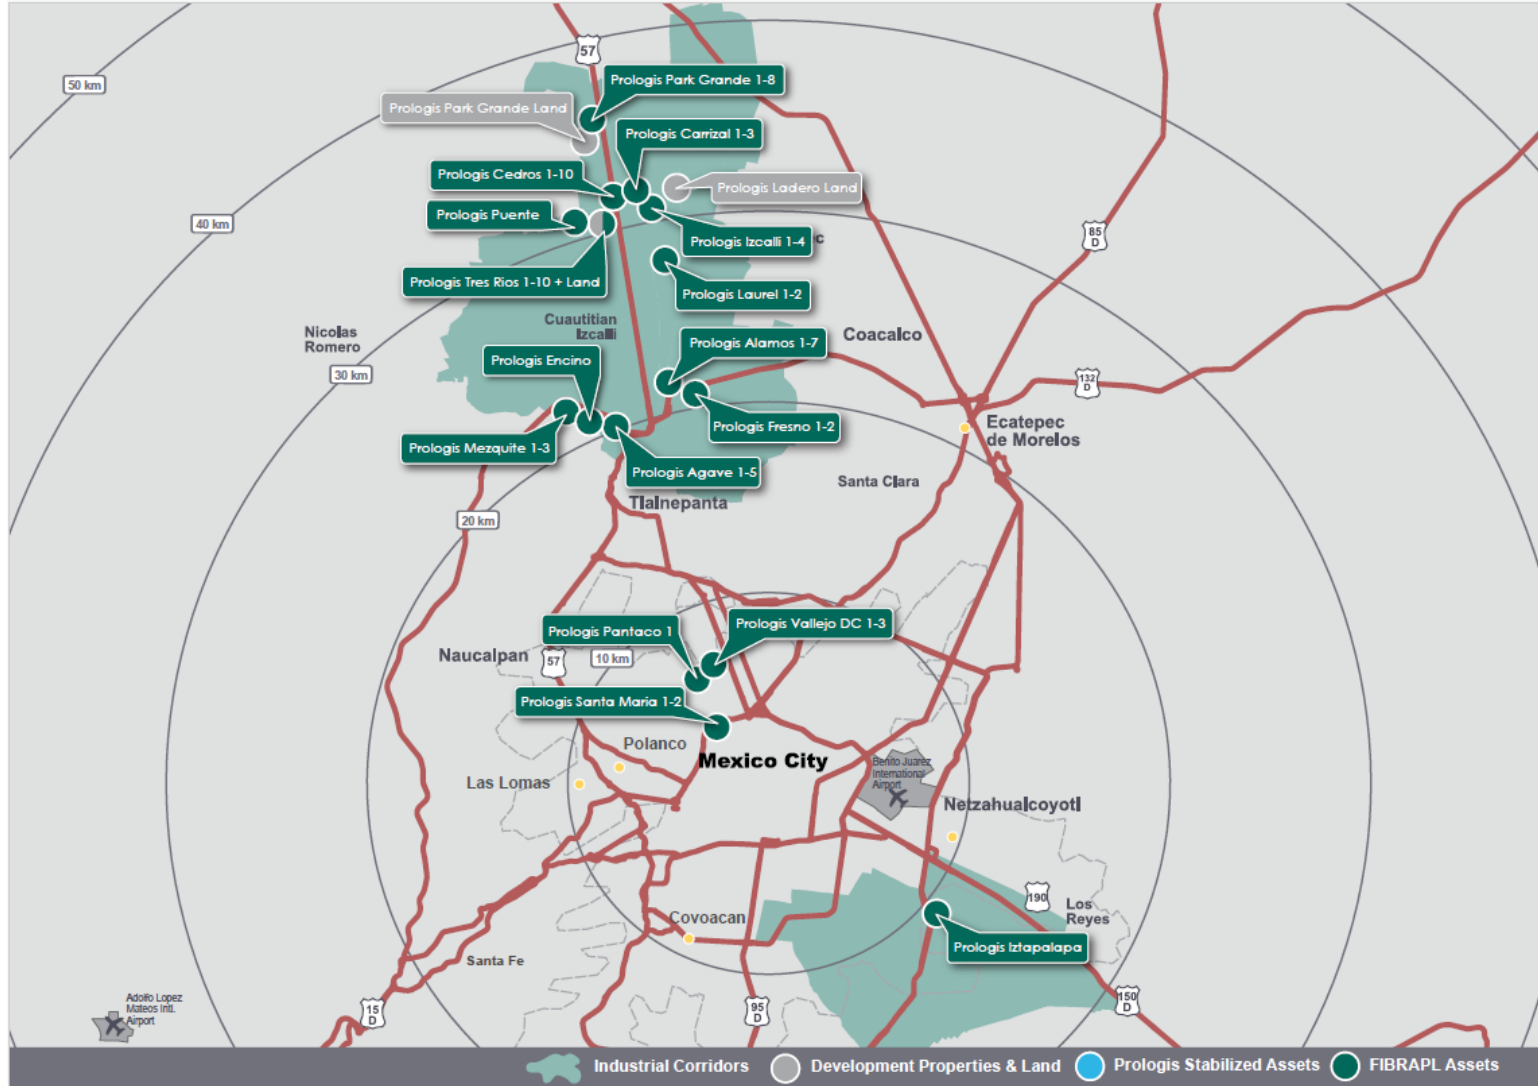 57
Prologis Park Grande 1-8
50 km
Prologis Park Grande Land
Prologis Carrizal 1-3
Prologis Cedros 1-10
Prologis Ladero Land
Prologis Puente
40 km
85
D
Prologis Izcalli 1-4
ec
Prologis Tres Rios 1-10 + Land
Prologis Laurel 1-2
Cuautitlan
Izcalli
Nicolas
Romero
Prologis Alamos 1-7
Coacalco
Prologis Encino
30 km
132
D
Prologis Fresno 1-2
Ecatepec
de Morelos
Prologis Mezquite 1-3
Prologis Agave 1-5
Santa Clara
Tlalnepanta
20 km
Prologis Vallejo DC 1-3
Prologis Pantaco 1
Naucalpan
57
10 km
Prologis Santa Maria 1-2
Polanco
Mexico City
Benito Juarez
International
Airport
Las Lomas
Netzahualcoyotl
190
Los
Reyes
Covoacan
Prologis Iztapalapa
Santa Fe
Adolfo Lopez
Mateos Intl.
Airport
15
D
95
D
150
D
Industrial Corridors
Development Properties & Land
Prologis Stabilized Assets
FIBRAPL Assets